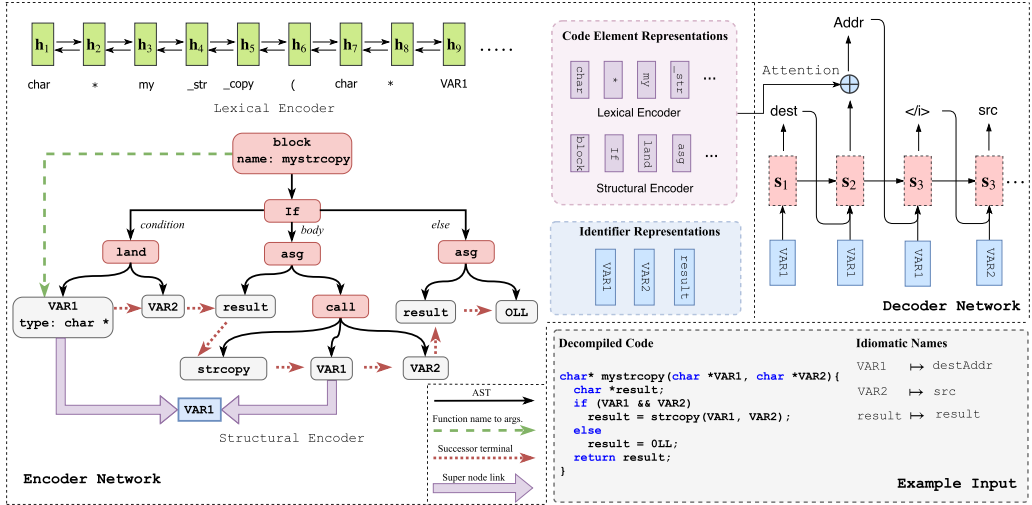 h1 h2 h3 h4 h5 h6 h7 h8 h9 .....
char * my _str _copy ( char * VAR1
Lexical Encoder
block
name: mystrcopy
If
condition
body
else
land
asg
asg
VAR1
type: char *
VAR2
result
call
result
OLL
strcopy
VAR1
VAR2
VAR1
Structural Encoder
Encoder Network
AST
Function name to args.
Successor terminal
Super node link
Code Element Representations
char * my _str ...
Lexical Encoder
block If land asg ...
Structural Encoder
Identifier Representations
VAR1 VAR2 result
Attention
Addr
dest
</i>
src
s1 s2 s3 s3 ...
VAR1 VAR1 VAR1 VAR2
Decoder Network
Decompiled Code
char* mystrcopy(char *VAR1, char *VAR2){
char *result;
if (VAR1 && VAR2)
result = strcopy(VAR1, VAR2);
else
result = 0LL;
return result;
}
Idiomatic Names
VAR1 ↦ destAddr
VAR2 ↦ src
result ↦ result
Example Input